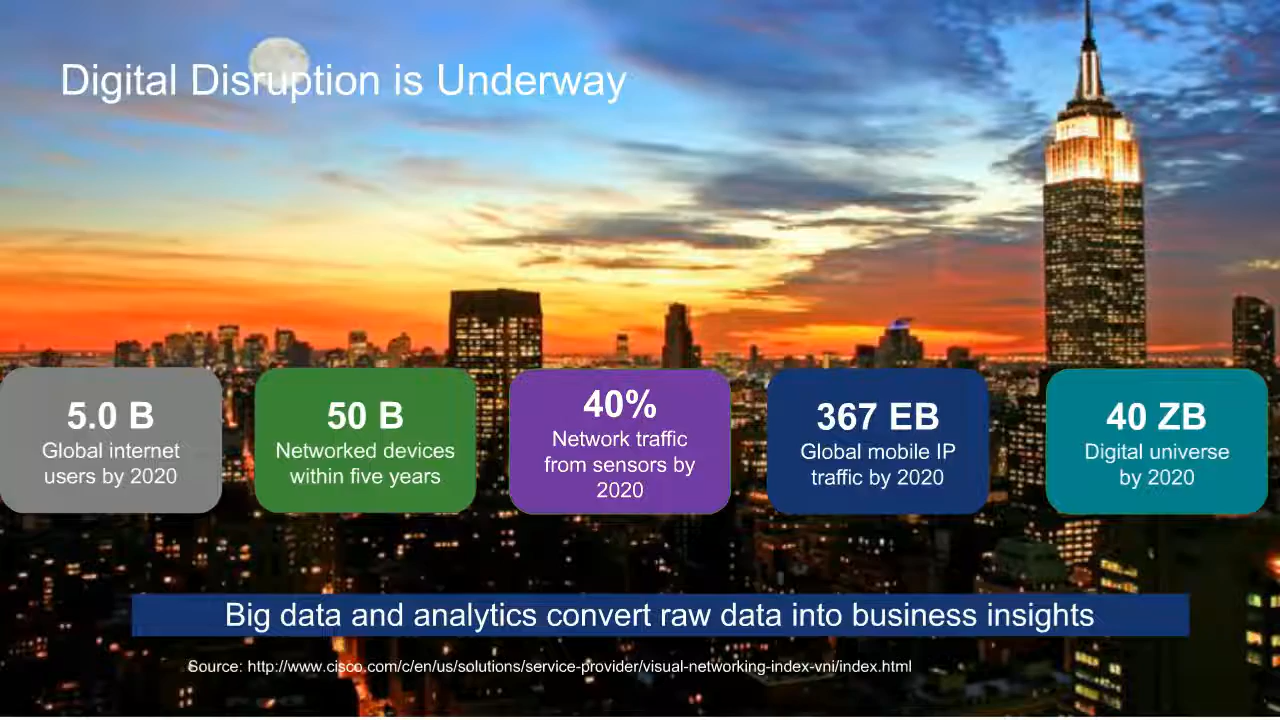 Digital Disruption is Underway
5.0 B
Global internet
users by 2020
50 B
Networked devices
within five years
40%
Network traffic
from sensors by
2020
367 EB
Global mobile IP
traffic by 2020
40 ZB
Digital universe
by 2020
Big data and analytics convert raw data into business insights
Source: http://www.cisco.com/c/en/us/solutions/service-provider/visual-networking-index-vni/index.html